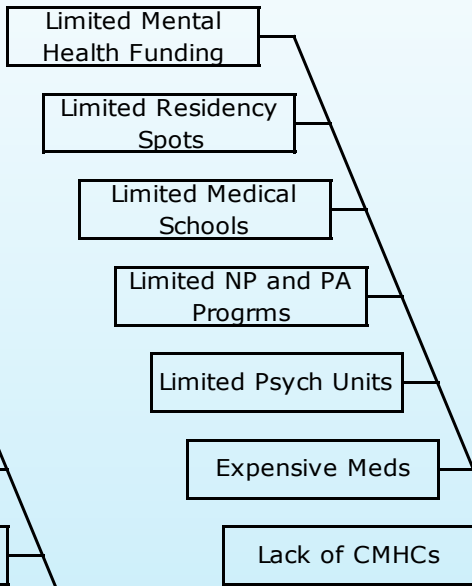 Limited Mental
Health Funding
Limited Residency
Spots
Limited Medical
Schools
Limited NP and PA
Progrms
Limited Psych Units
Expensive Meds
Lack of CMHCs